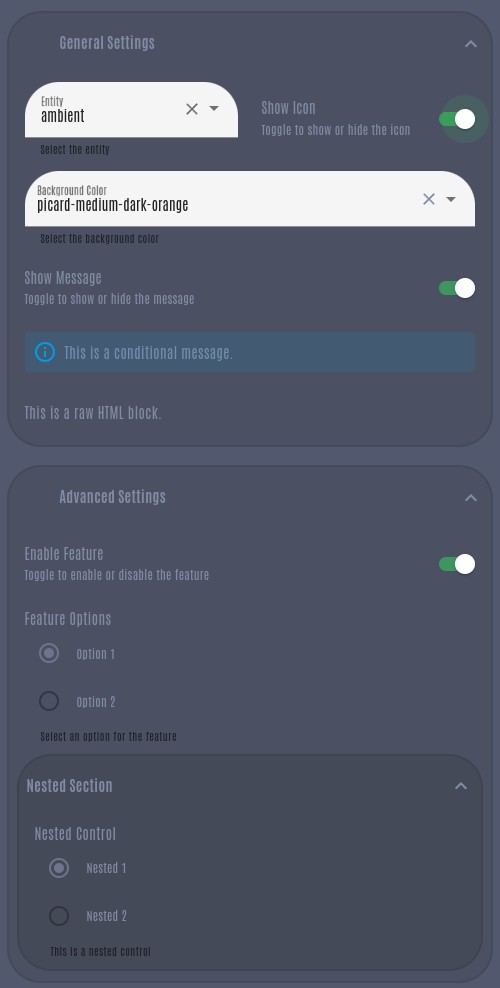 General Settings
Entity
ambient
Select the entity
Show Icon
Toggle to show or hide the icon
Background Color
picard-medium-dark-orange
Select the background color
Show Message
Toggle to show or hide the message
This is a conditional message.
This is a raw HTML block.
Advanced Settings
Enable Feature
Toggle to enable or disable the feature
Feature Options
Option 1
Option 2
Select an option for the feature
Nested Section
Nested Control
Nested 1
Nested 2
This is a nested control